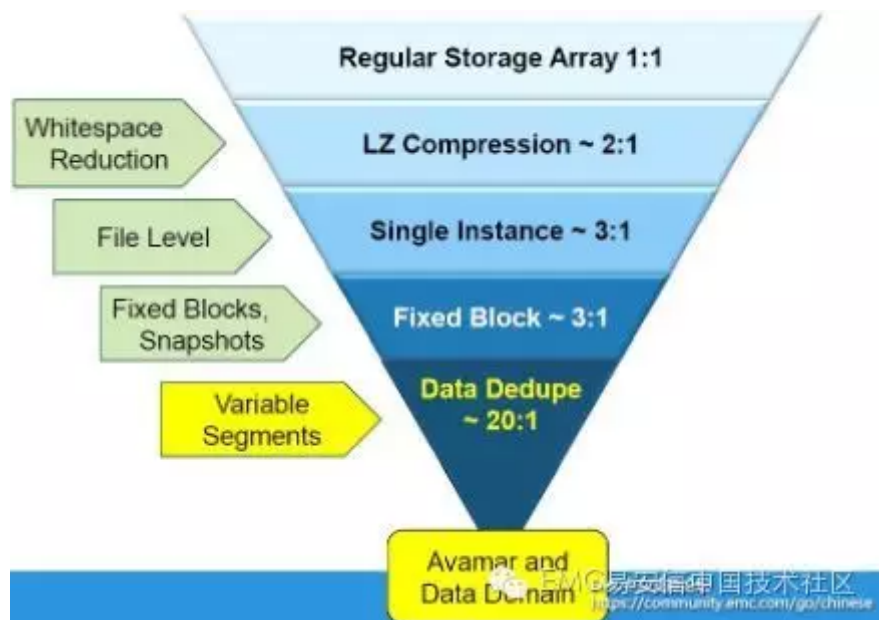 Regular Storage Array 1:1
Whitespace
Reduction
LZ Compression ~ 2:1
File Level
Single Instance ~ 3:1
Fixed Blocks,
Snapshots
Fixed Block ~ 3:1
Variable
Segments
Data Dedupe
~ 20:1
Avamar and
Data Domain
EMC易安信中国技术社区
https://community.emc.com/go/chinese